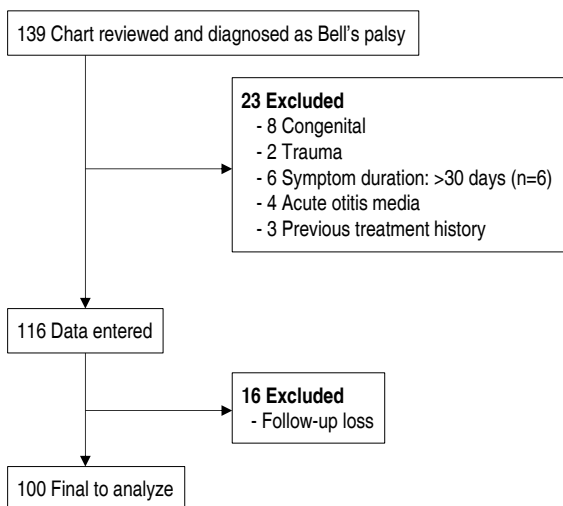 139 Chart reviewed and diagnosed as Bell's palsy
23 Excluded
- 8 Congenital
- 2 Trauma
- 6 Symptom duration: >30 days (n=6)
- 4 Acute otitis media
- 3 Previous treatment history
116 Data entered
16 Excluded
- Follow-up loss
100 Final to analyze